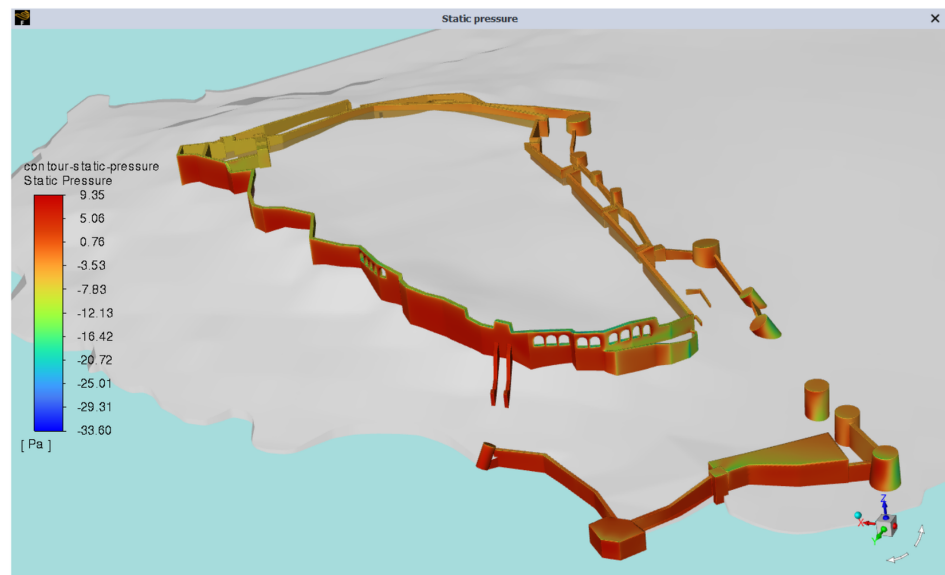 Static pressure
contour-static-pressure
Static Pressure
9.35
5.06
0.76
-3.53
-7.83
-12.13
-16.42
-20.72
-25.01
-29.31
-33.60
[ Pa ]
Z
X
Y